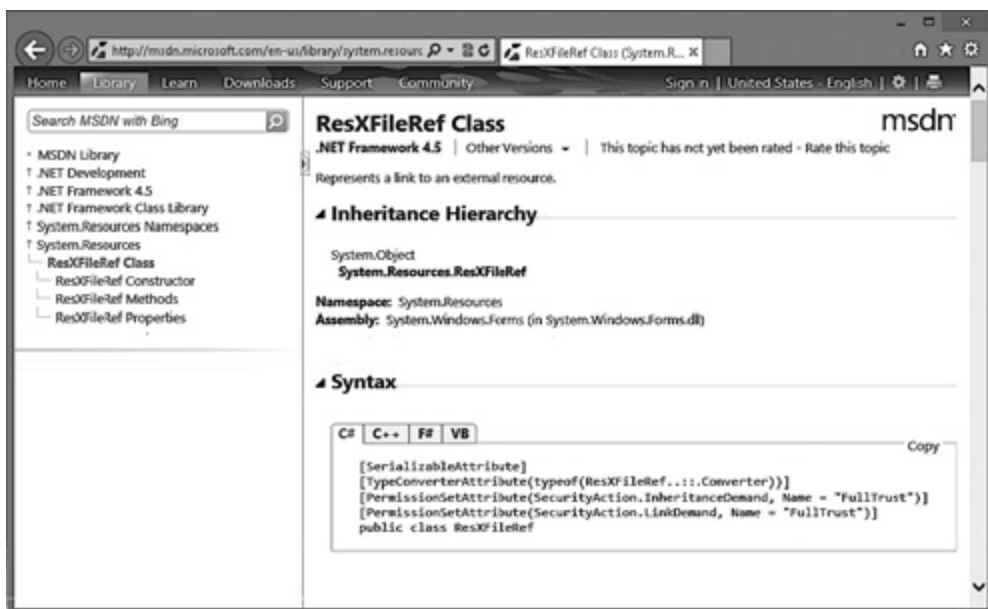 http://msdn.microsoft.com/en-us/library/system.resourc
ResXFileRef Class (System.R...
Home Library Learn Downloads Support Community Sign in | United States - English |
Search MSDN with Bing
MSDN Library
.NET Development
.NET Framework 4.5
.NET Framework Class Library
System.Resources Namespaces
System.Resources
ResXFileRef Class
ResXFileRef Constructor
ResXFileRef Methods
ResXFileRef Properties
msdn
ResXFileRef Class
.NET Framework 4.5 | Other Versions | This topic has not yet been rated - Rate this topic
Represents a link to an external resource.
Inheritance Hierarchy
System.Object
System.Resources.ResXFileRef
Namespace: System.Resources
Assembly: System.Windows.Forms (in System.Windows.Forms.dll)
Syntax
C# C++ F# VB
Copy
[SerializableAttribute]
[TypeConverterAttribute(typeof(ResXFileRef..::.Converter))]
[PermissionSetAttribute(SecurityAction.InheritanceDemand, Name = "FullTrust")]
[PermissionSetAttribute(SecurityAction.LinkDemand, Name = "FullTrust")]
public class ResXFileRef